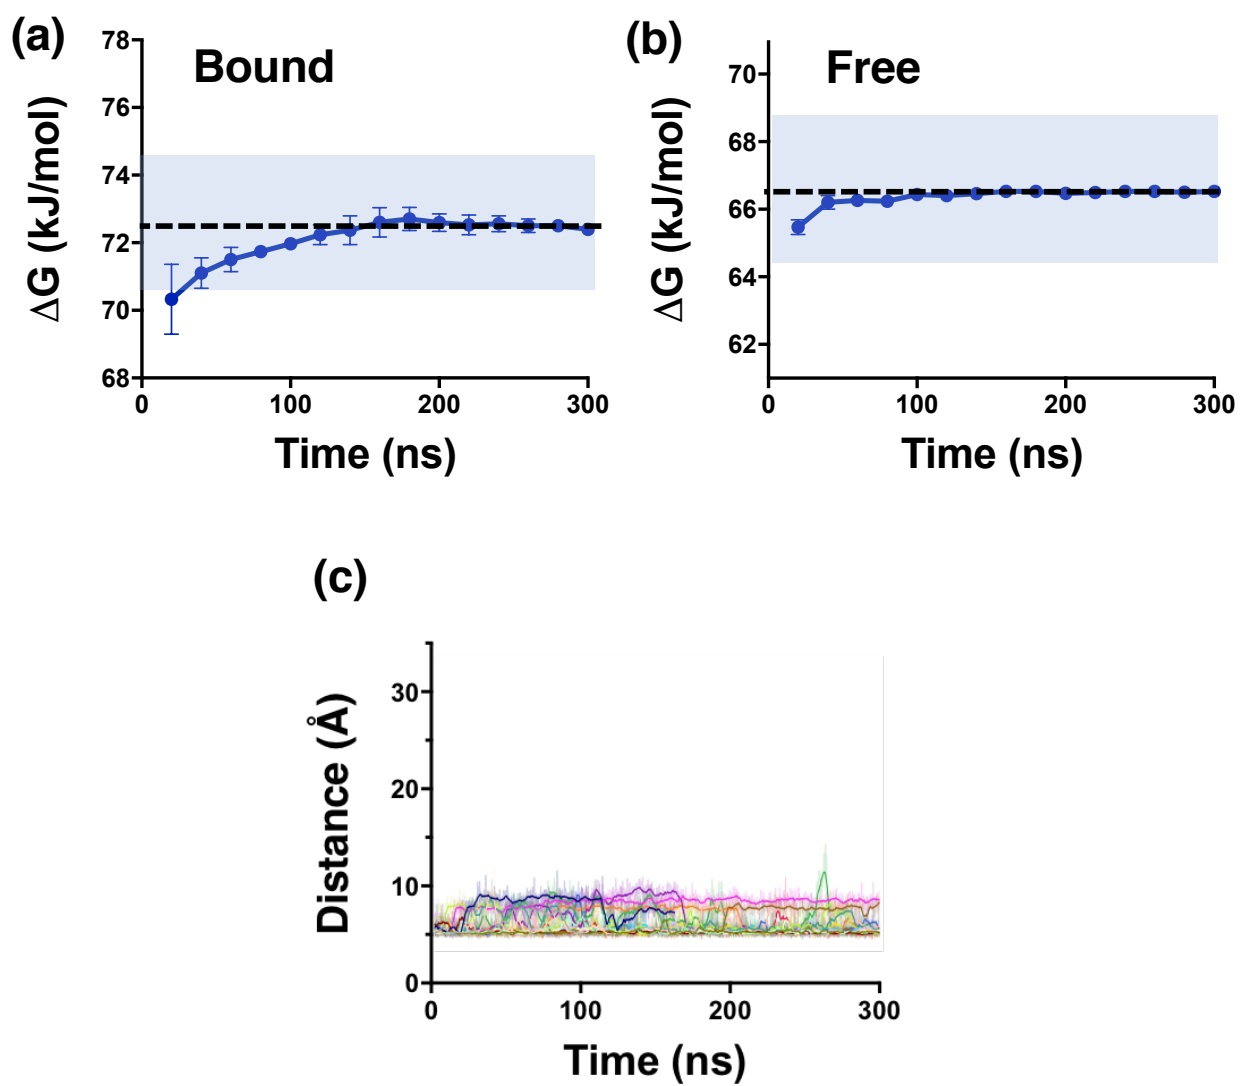 (a)
Bound
ΔG (kJ/mol)
78
76
74
72
70
68
0 100 200 300
Time (ns)
(b)
Free
ΔG (kJ/mol)
70
68
66
64
62
0 100 200 300
Time (ns)
(c)
Distance (Å)
30
20
10
0
0 100 200 300
Time (ns)